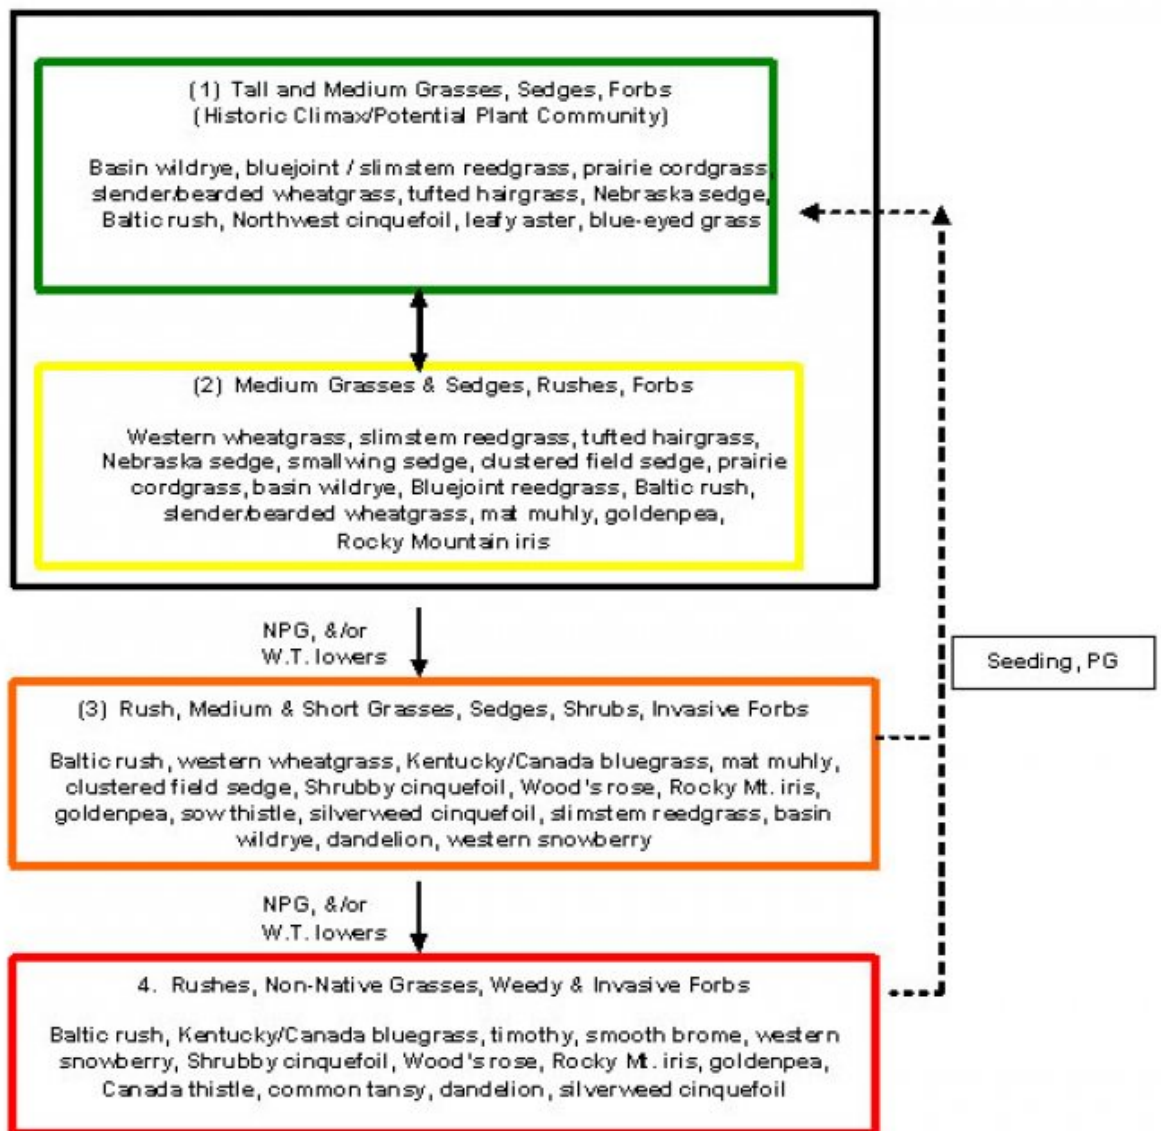 (1) Tall and Medium Grasses, Sedges, Forbs
(Historic Climax/Potential Plant Community)
Basin wildrye, bluejoint / slimstem reedgrass, prairie cordgrass,
slender/bearded wheatgrass, tufted hairgrass, Nebraska sedge,
Baltic rush, Northwest cinquefoil, leafy aster, blue-eyed grass
(2) Medium Grasses & Sedges, Rushes, Forbs
Western wheatgrass, slimstem reedgrass, tufted hairgrass,
Nebraska sedge, smallwing sedge, clustered field sedge, prairie
cordgrass, basin wildrye, Bluejoint reedgrass, Baltic rush,
slender/bearded wheatgrass, mat muhly, goldenpea,
Rocky Mountain iris
NPG, &/or
W.T. lowers
Seeding, PG
(3) Rush, Medium & Short Grasses, Sedges, Shrubs, Invasive Forbs
Baltic rush, western wheatgrass, Kentucky/Canada bluegrass, mat muhly,
clustered field sedge, Shrubby cinquefoil, Wood's rose, Rocky Mt. iris,
goldenpea, sow thistle, silverweed cinquefoil, slimstem reedgrass, basin
wildrye, dandelion, western snowberry
NPG, &/or
W.T. lowers
4. Rushes, Non-Native Grasses, Weedy & Invasive Forbs
Baltic rush, Kentucky/Canada bluegrass, timothy, smooth brome, western
snowberry, Shrubby cinquefoil, Wood's rose, Rocky Mt. iris, goldenpea,
Canada thistle, common tansy, dandelion, silverweed cinquefoil